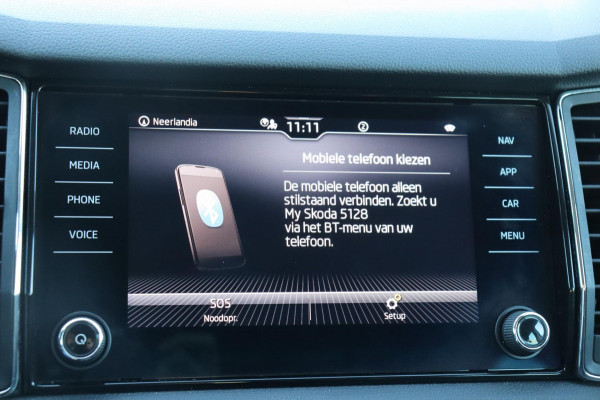 Neerlandia
11:11
2
RADIO
MEDIA
PHONE
VOICE
NAV
APP
CAR
MENU
Mobiele telefoon kiezen
De mobiele telefoon alleen
stilstaand verbinden. Zoekt u
My Skoda 5128
via het BT-menu van uw
telefoon.
SOS
Noodopr.
Setup